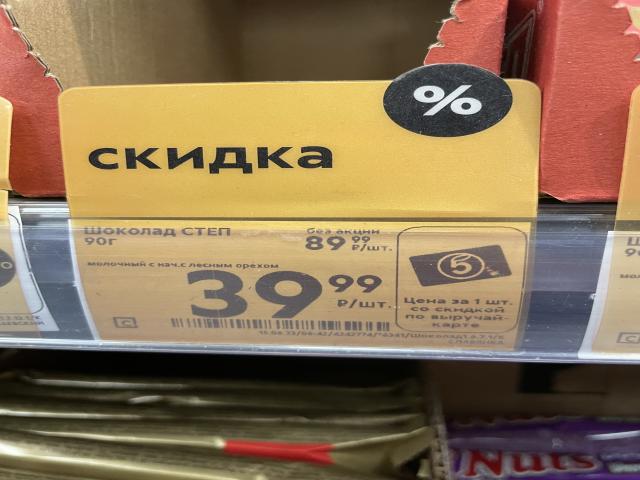 %
скидка
Шоколад СТЕП
90г
без акции
89 99
₽/шт.
молочный с нач.с лесным орехом
39 99
₽/шт.
5
Цена за 1 шт.
со скидкой
по выручай-
карте
Nuts